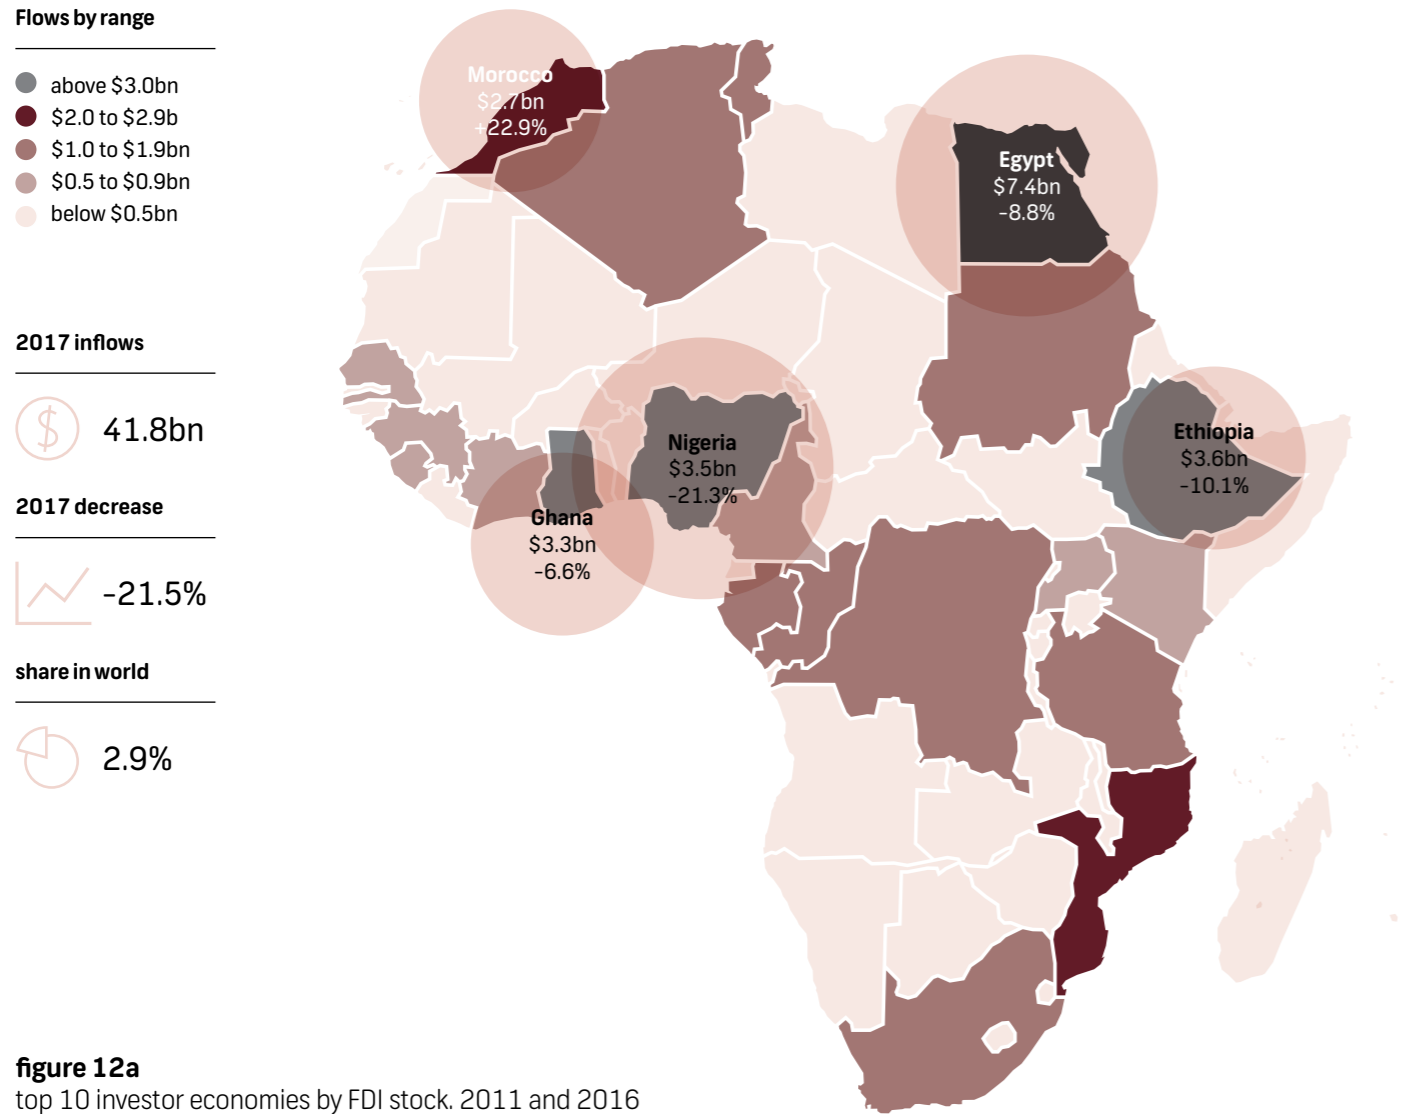 Flows by range
above $3.0bn
$2.0 to $2.9b
$1.0 to $1.9bn
$0.5 to $0.9bn
below $0.5bn
2017 inflows
$
41.8bn
2017 decrease
-21.5%
share in world
2.9%
Morocco
$2.7bn
+22.9%
Egypt
$7.4bn
-8.8%
Nigeria
$3.5bn
-21.3%
Ethiopia
$3.6bn
-10.1%
Ghana
$3.3bn
-6.6%
figure 12a
top 10 investor economies by FDI stock. 2011 and 2016